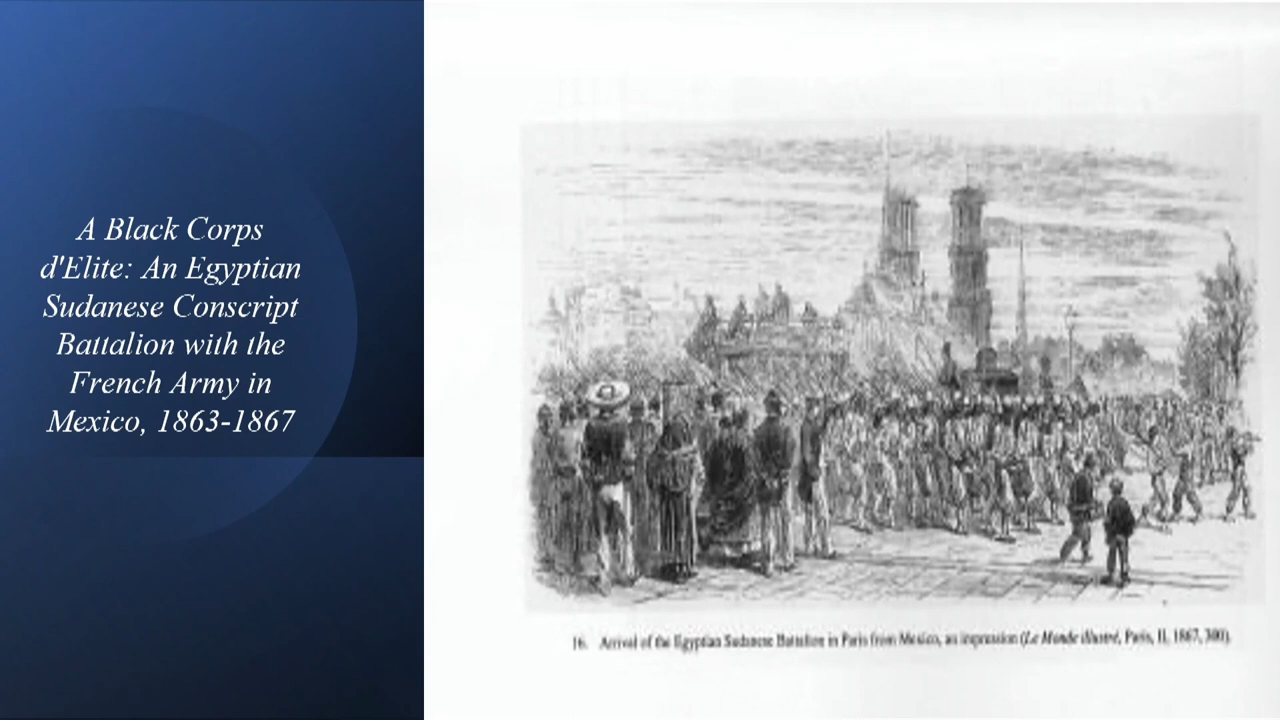 A Black Corps
d'Elite: An Egyptian
Sudanese Conscript
Battalion with the
French Army in
Mexico, 1863-1867
16. Arrival of the Egyptian Sudanese Battalion in Paris from Mexico, an impression (Le Monde illustré, Paris, II, 1867, 300).